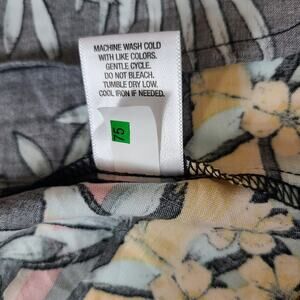 MACHINE WASH COLD
WITH LIKE COLORS.
GENTLE CYCLE.
DO NOT BLEACH,
TUMBLE DRY LOW,
COOL IRON IF NEEDED.
75